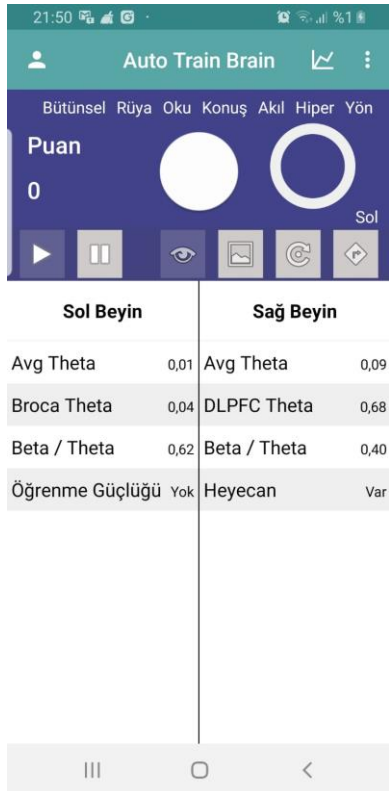 21:50 %1
Auto Train Brain
Bütünsel Rüya Oku Konuş Akıl Hiper Yön
Puan
0
Sol
Sol Beyin Sağ Beyin
Avg Theta 0,01 Avg Theta 0,09
Broca Theta 0,04 DLPFC Theta 0,68
Beta / Theta 0,62 Beta / Theta 0,40
Öğrenme Güçlüğü Yok Heyecan Var